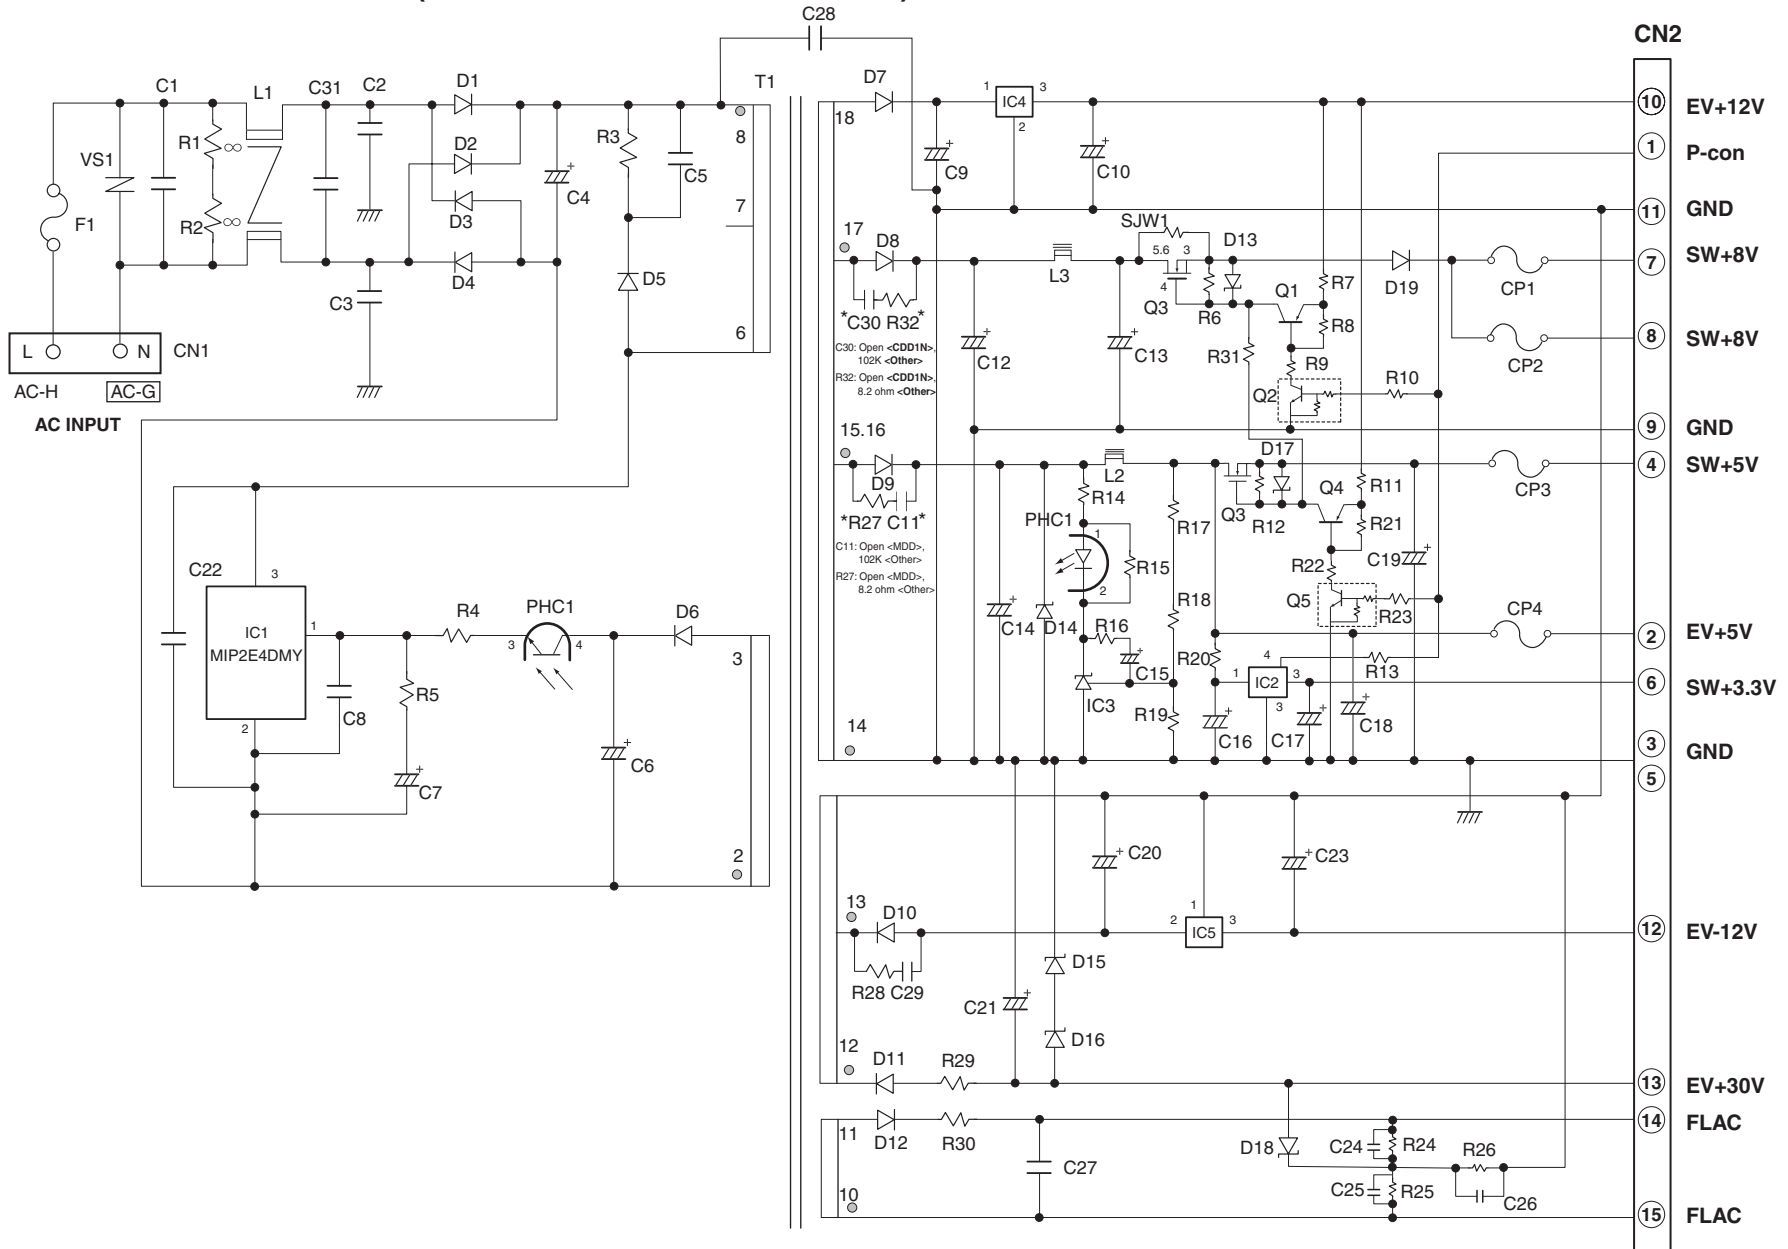 C28
CN2
C1
L1
C31
C2
D1
T1
D7
1
IC4
3
2
10
EV+12V
R1
∞
D2
R3
8
18
VS1
C4
C5
C9
C10
1
P-con
F1
R2
∞
D3
7
17
11
GND
D4
D8
L3
SJW1
5.6
3
4
D13
Q3
R6
Q1
R7
R8
D19
7
SW+8V
CP1
C3
D5
6
*C30
R32*
C30: Open <CDD1N>,
102K <Other>
R32: Open <CDD1N>,
8.2 ohm <Other>
C12
C13
R31
R9
8
SW+8V
CP2
L
N
CN1
AC-H
AC-G
AC INPUT
Q2
R10
15.16
9
GND
D9
L2
D17
4
SW+5V
CP3
*R27
C11*
C11: Open <MDD>,
102K <Other>
R27: Open <MDD>,
8.2 ohm <Other>
R14
PHC1
1
2
R15
R17
Q3
R12
Q4
R11
R21
C19
R22
Q5
R23
C22
3
IC1
MIP2E4DMY
1
2
R4
PHC1
3
4
D6
3
C14
D14
R16
R18
CP4
2
EV+5V
R5
C8
C15
R20
4
1
IC2
3
3
R13
6
SW+3.3V
IC3
R19
C16
C17
C18
C7
C6
14
3
GND
5
2
C20
C23
13
D10
2
1
IC5
3
12
EV-12V
R28
C29
D15
C21
D16
12
D11
R29
13
EV+30V
11
D12
R30
14
FLAC
C27
D18
C24
R24
R26
10
C25
R25
C26
15
FLAC